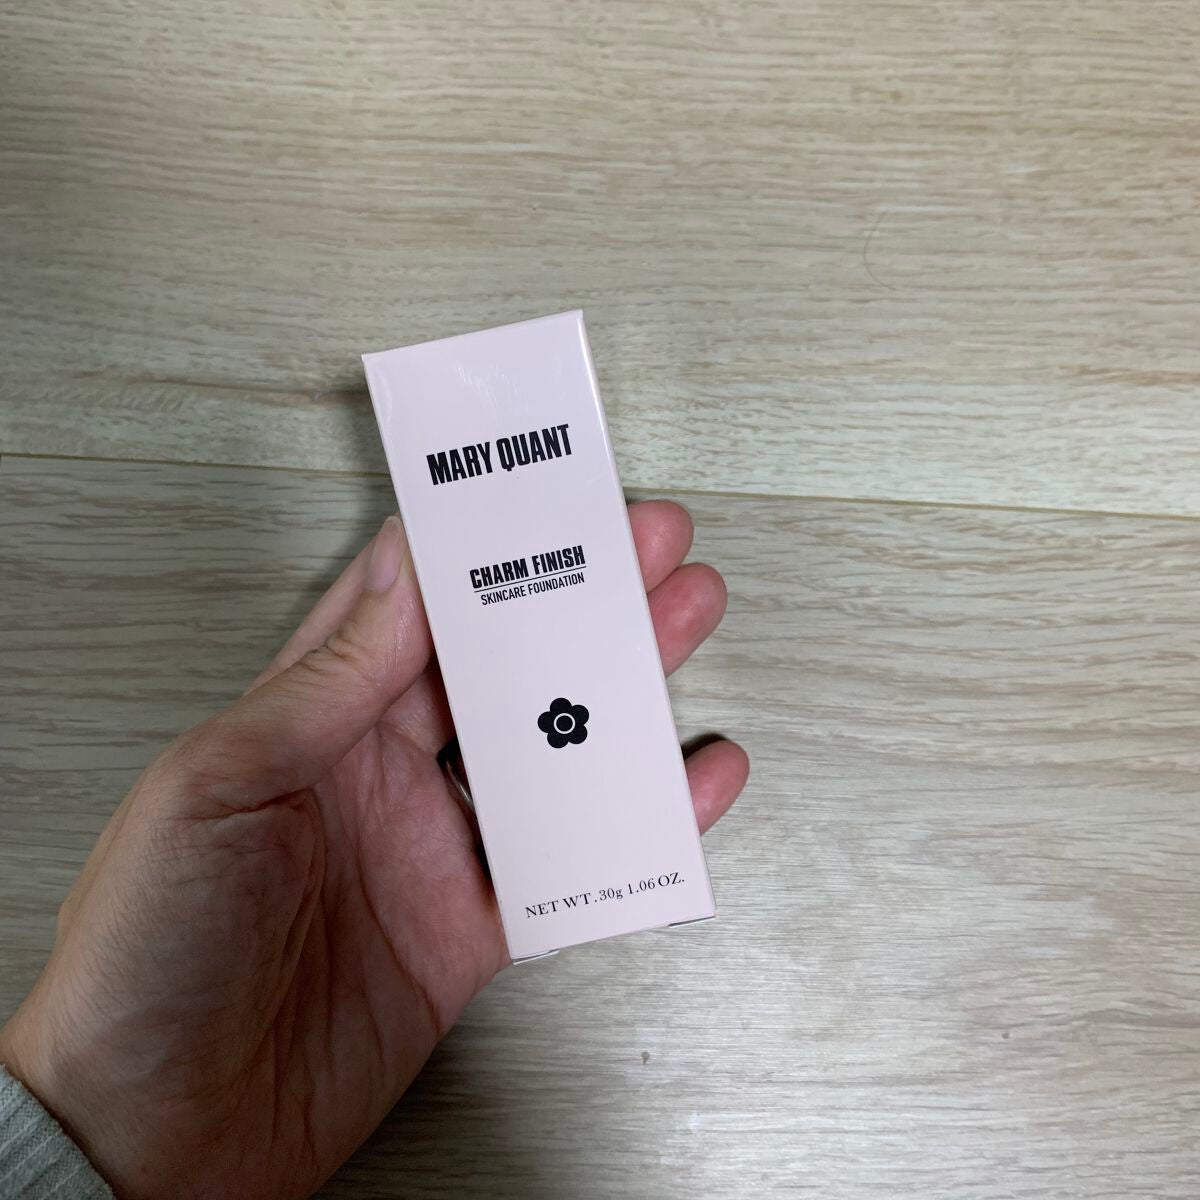 MARY QUANT
CHARM FINISH
SKINCARE FOUNDATION
NET WT.30g 1.06 OZ.